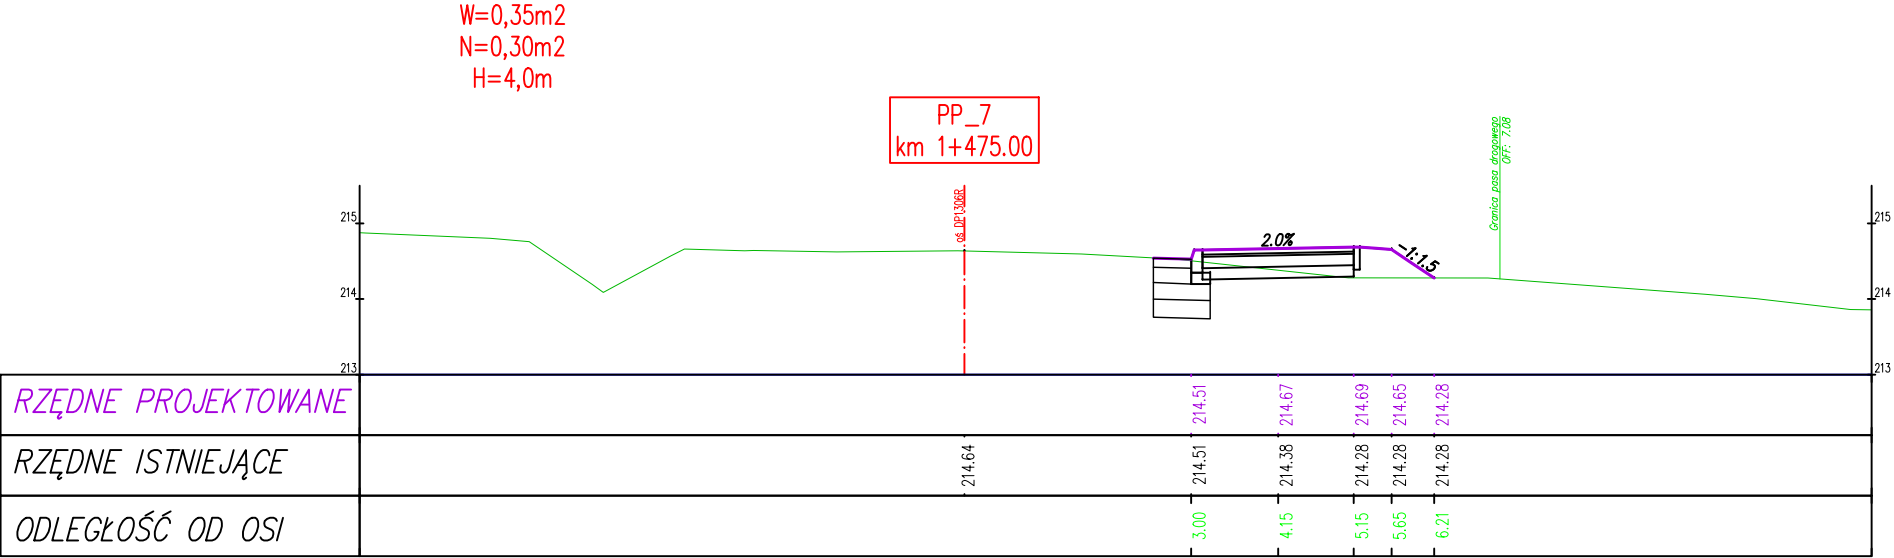 W=0,35m2
N=0,30m2
H=4,0m
PP_7
km 1+475.00
Granica pasa drogowego
OFF: 7.08
oś DP1306R
215
215
2.0%
-1:1.5
214
214
213
213
RZĘDNE PROJEKTOWANE
214.51 214.67 214.69 214.65 214.28
RZĘDNE ISTNIEJĄCE
214.64 214.51 214.38 214.28 214.28 214.28
ODLEGŁOŚĆ OD OSI
3.00 4.15 5.15 5.65 6.21